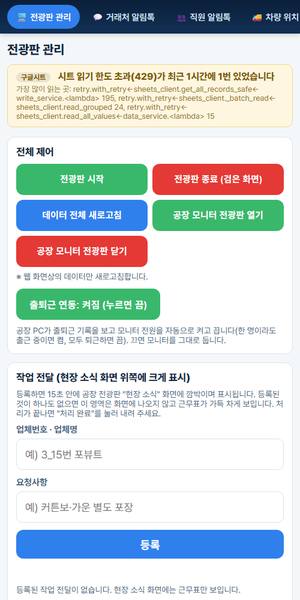 전광판 관리
거래처 알림톡
직원 알림톡
차량 위치
전광판 관리
구글시트 시트 읽기 한도 초과(429)가 최근 1시간에 1번 있었습니다
가장 많이 읽는 곳: retry.with_retry←sheets_client.get_all_records_safe←
write_service.<lambda> 195, retry.with_retry←sheets_client._batch_read←
sheets_client.read_grouped 24, retry.with_retry←
sheets_client.read_all_values←data_service.<lambda> 15
전체 제어
전광판 시작
전광판 종료 (검은 화면)
데이터 전체 새로고침
공장 모니터 전광판 열기
공장 모니터 전광판 닫기
※ 웹 화면상의 데이터만 새로고침합니다.
출퇴근 연동: 켜짐 (누르면 끔)
공장 PC가 출퇴근 기록을 보고 모니터 전원을 자동으로 켜고 끕니다(한 명이라도
출근 중이면 켬, 모두 퇴근하면 끔). 끄면 모니터를 그대로 둡니다.
작업 전달 (현장 소식 화면 위쪽에 크게 표시)
등록하면 15초 안에 공장 전광판 "현장 소식" 화면에 깜박이며 표시됩니다. 등록된
것이 하나도 없으면 이 영역은 화면에 나오지 않고 근무표가 가득 차게 보입니다. 처
리가 끝나면 "처리 완료"를 눌러 내려 주세요.
업체번호 · 업체명
예) 3_15번 포뷰트
요청사항
예) 커튼보·가운 별도 포장
등록
등록된 작업 전달이 없습니다. 현장 소식 화면에는 근무표만 보입니다.